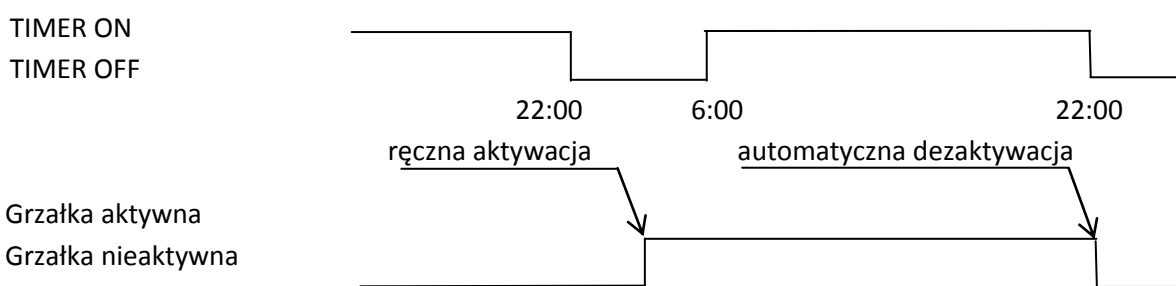 TIMER ON
TIMER OFF
22:00 6:00 22:00
ręczna aktywacja automatyczna dezaktywacja
Grzałka aktywna
Grzałka nieaktywna